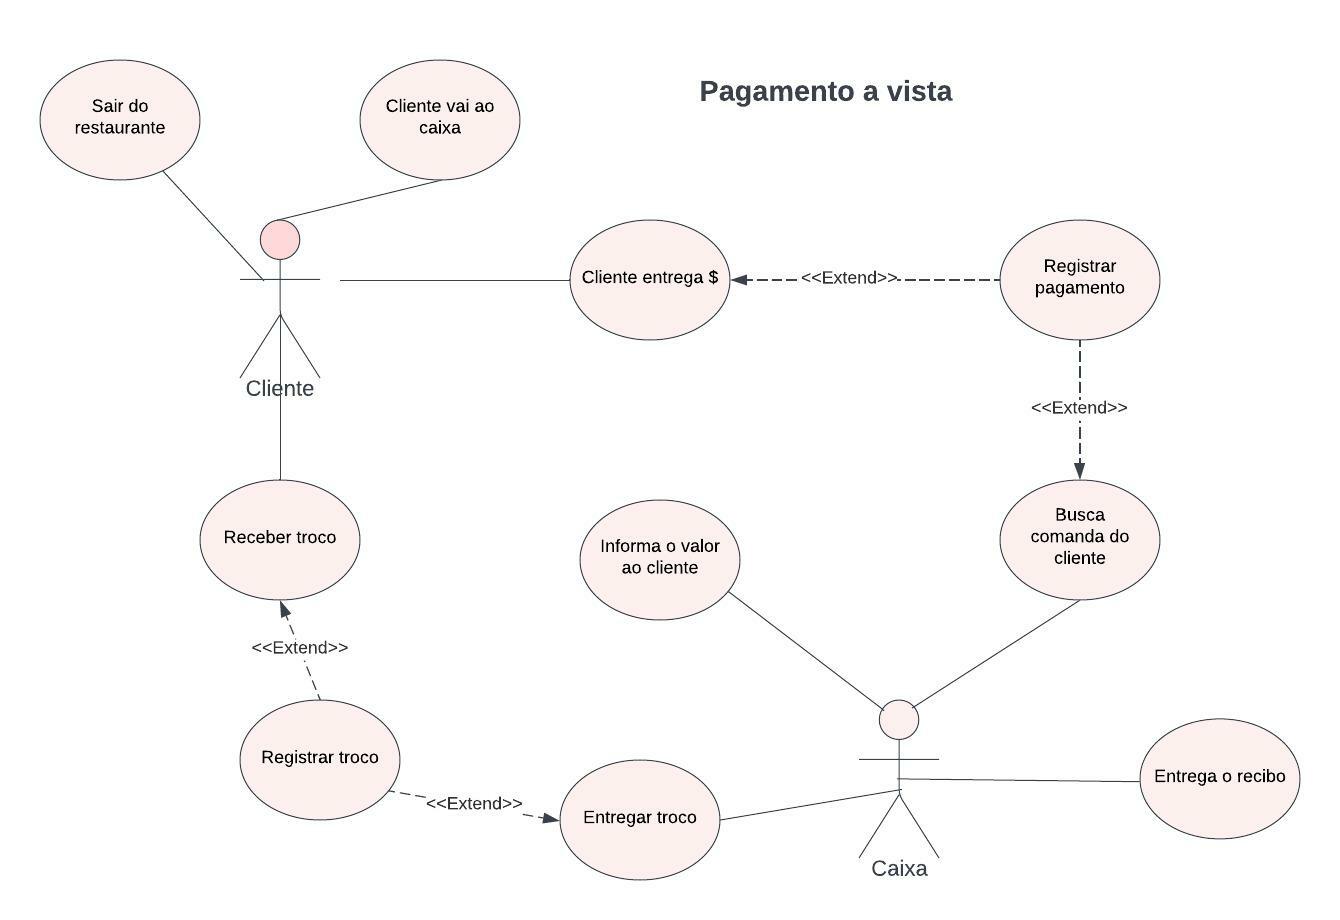 Pagamento a vista
Sair do
restaurante
Cliente vai ao
caixa
Cliente
Cliente entrega $
<<Extend>>
Registrar
pagamento
<<Extend>>
Busca
comanda do
cliente
Receber troco
Informa o valor
ao cliente
<<Extend>>
Registrar troco
<<Extend>>
Entregar troco
Entrega o recibo
Caixa